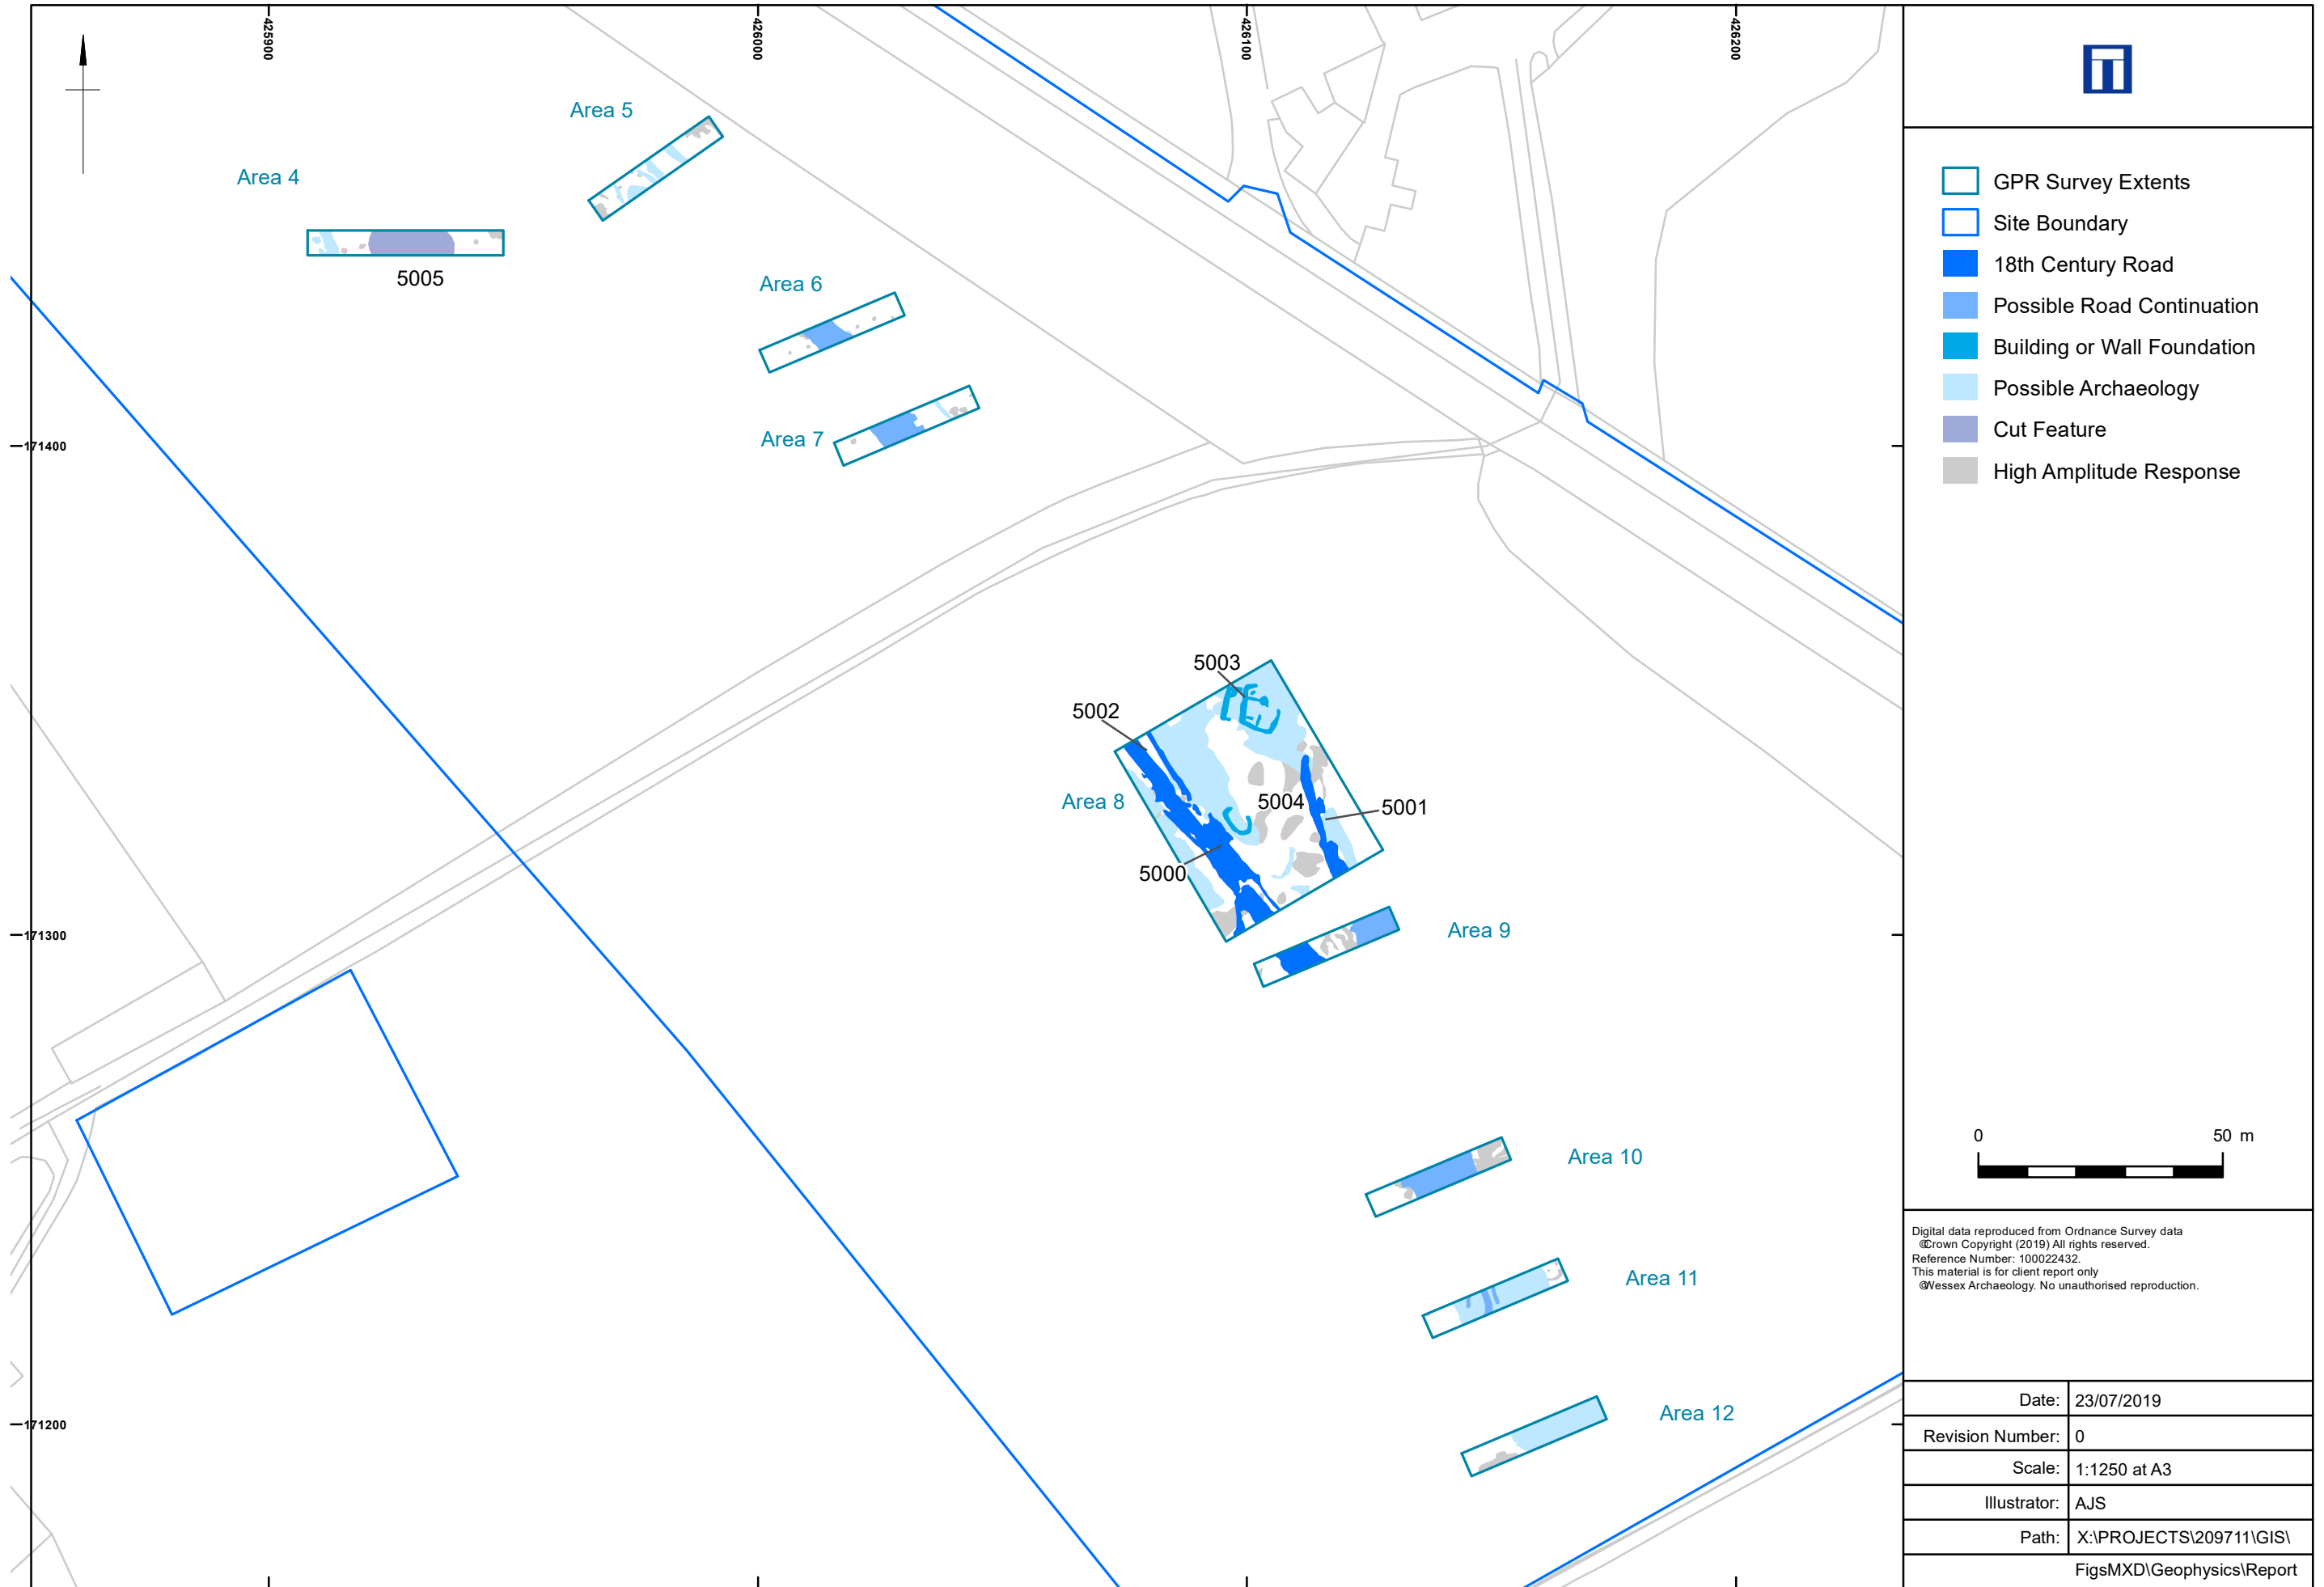 425900
426000
426100
426200
Area 5
Area 4
5005
Area 6
Area 7
171400
5003
5002
Area 8
5004
5001
5000
171300
Area 9
Area 10
Area 11
Area 12
171200
GPR Survey Extents
Site Boundary
18th Century Road
Possible Road Continuation
Building or Wall Foundation
Possible Archaeology
Cut Feature
High Amplitude Response
0 50 m
Digital data reproduced from Ordnance Survey data
© Crown Copyright (2019) All rights reserved.
Reference Number: 100022432.
This material is for client report only
© Wessex Archaeology. No unauthorised reproduction.
Date: 23/07/2019
Revision Number: 0
Scale: 1:1250 at A3
Illustrator: AJS
Path: X:\PROJECTS\209711\GIS\
FigsMXD\Geophysics\Report